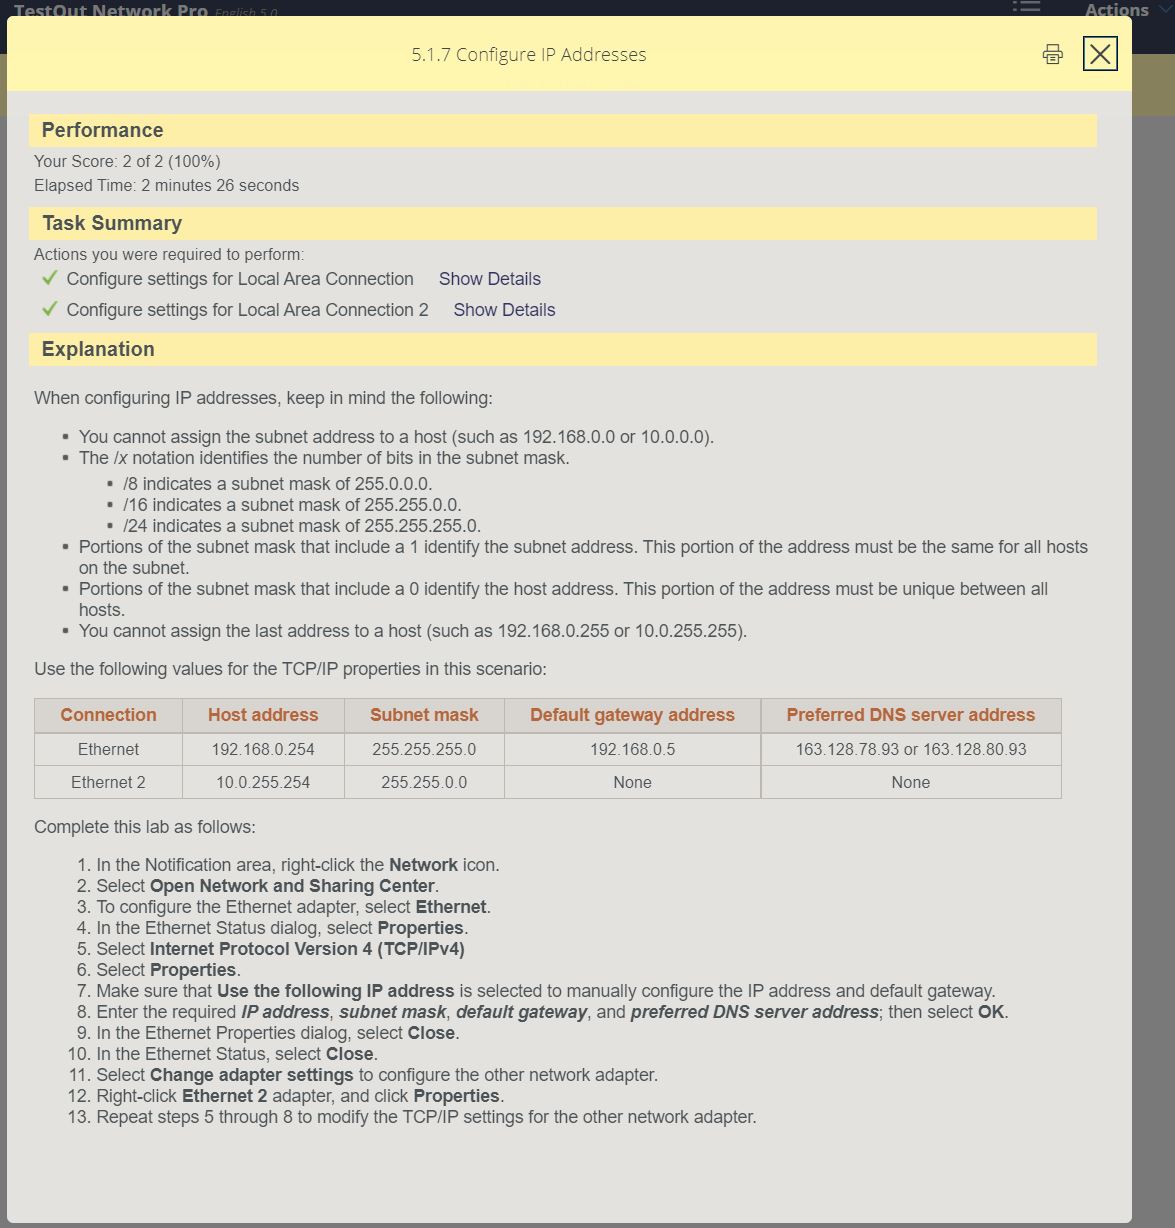 TestOut Network Pro English 5.0
Actions
5.1.7 Configure IP Addresses
Performance
Your Score: 2 of 2 (100%)
Elapsed Time: 2 minutes 26 seconds
Task Summary
Actions you were required to perform:
Configure settings for Local Area Connection Show Details
Configure settings for Local Area Connection 2 Show Details
Explanation
When configuring IP addresses, keep in mind the following:
▪ You cannot assign the subnet address to a host (such as 192.168.0.0 or 10.0.0.0).
▪ The /x notation identifies the number of bits in the subnet mask.
▪ /8 indicates a subnet mask of 255.0.0.0.
▪ /16 indicates a subnet mask of 255.255.0.0.
▪ /24 indicates a subnet mask of 255.255.255.0.
▪ Portions of the subnet mask that include a 1 identify the subnet address. This portion of the address must be the same for all hosts
on the subnet.
▪ Portions of the subnet mask that include a 0 identify the host address. This portion of the address must be unique between all
hosts.
▪ You cannot assign the last address to a host (such as 192.168.0.255 or 10.0.255.255).
Use the following values for the TCP/IP properties in this scenario:
Connection Host address Subnet mask Default gateway address Preferred DNS server address
Ethernet 192.168.0.254 255.255.255.0 192.168.0.5 163.128.78.93 or 163.128.80.93
Ethernet 2 10.0.255.254 255.255.0.0 None None
Complete this lab as follows:
1. In the Notification area, right-click the Network icon.
2. Select Open Network and Sharing Center.
3. To configure the Ethernet adapter, select Ethernet.
4. In the Ethernet Status dialog, select Properties.
5. Select Internet Protocol Version 4 (TCP/IPv4)
6. Select Properties.
7. Make sure that Use the following IP address is selected to manually configure the IP address and default gateway.
8. Enter the required IP address, subnet mask, default gateway, and preferred DNS server address; then select OK.
9. In the Ethernet Properties dialog, select Close.
10. In the Ethernet Status, select Close.
11. Select Change adapter settings to configure the other network adapter.
12. Right-click Ethernet 2 adapter, and click Properties.
13. Repeat steps 5 through 8 to modify the TCP/IP settings for the other network adapter.